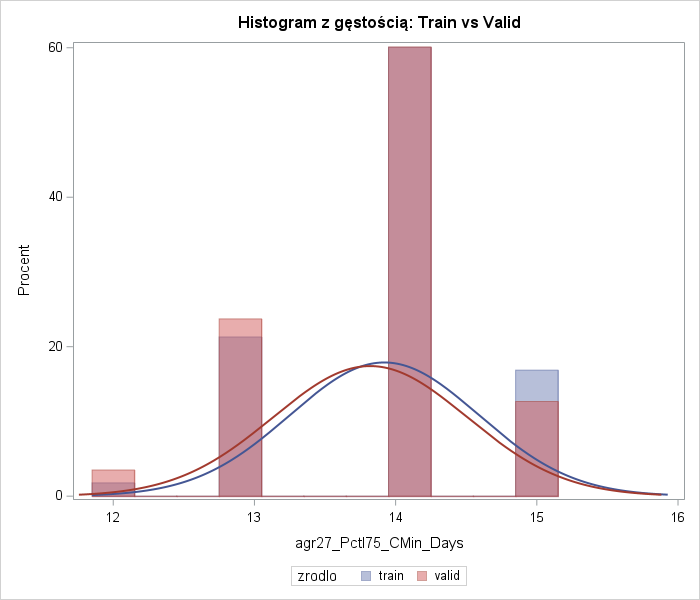 Histogram z gęstością: Train vs Valid
60
40
20
0
Procent
12 13 14 15 16
agr27_Pctl75_CMin_Days
zrodlo train valid